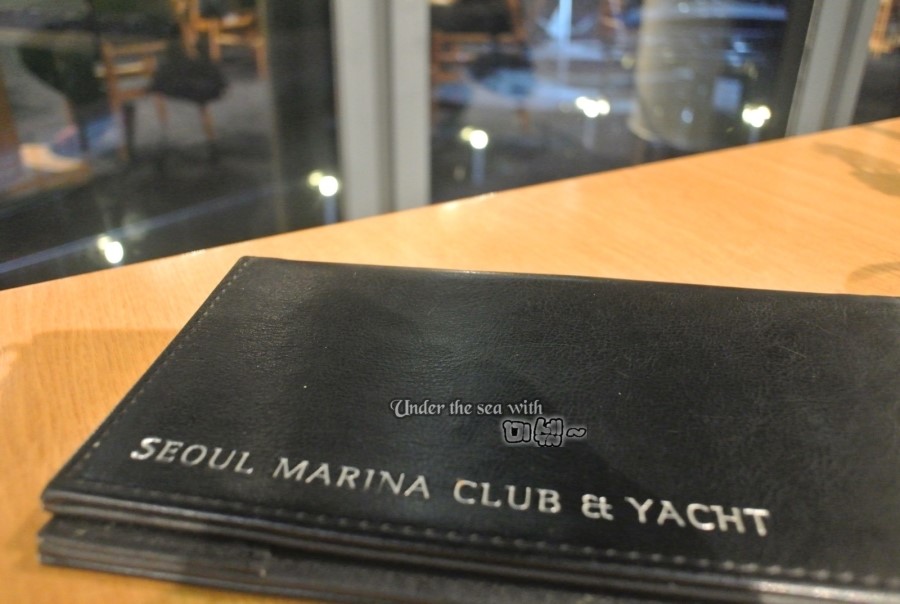 Under the sea with
미쉘~
SEOUL MARINA CLUB & YACHT